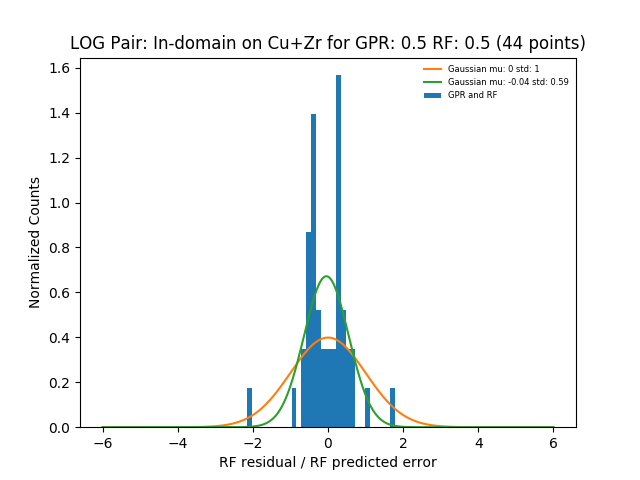 LOG Pair: In-domain on Cu+Zr for GPR: 0.5 RF: 0.5 (44 points)
Gaussian mu: 0 std: 1
Gaussian mu: -0.04 std: 0.59
GPR and RF
Normalized Counts
1.6
1.4
1.2
1.0
0.8
0.6
0.4
0.2
0.0
−6 −4 −2 0 2 4 6
RF residual / RF predicted error